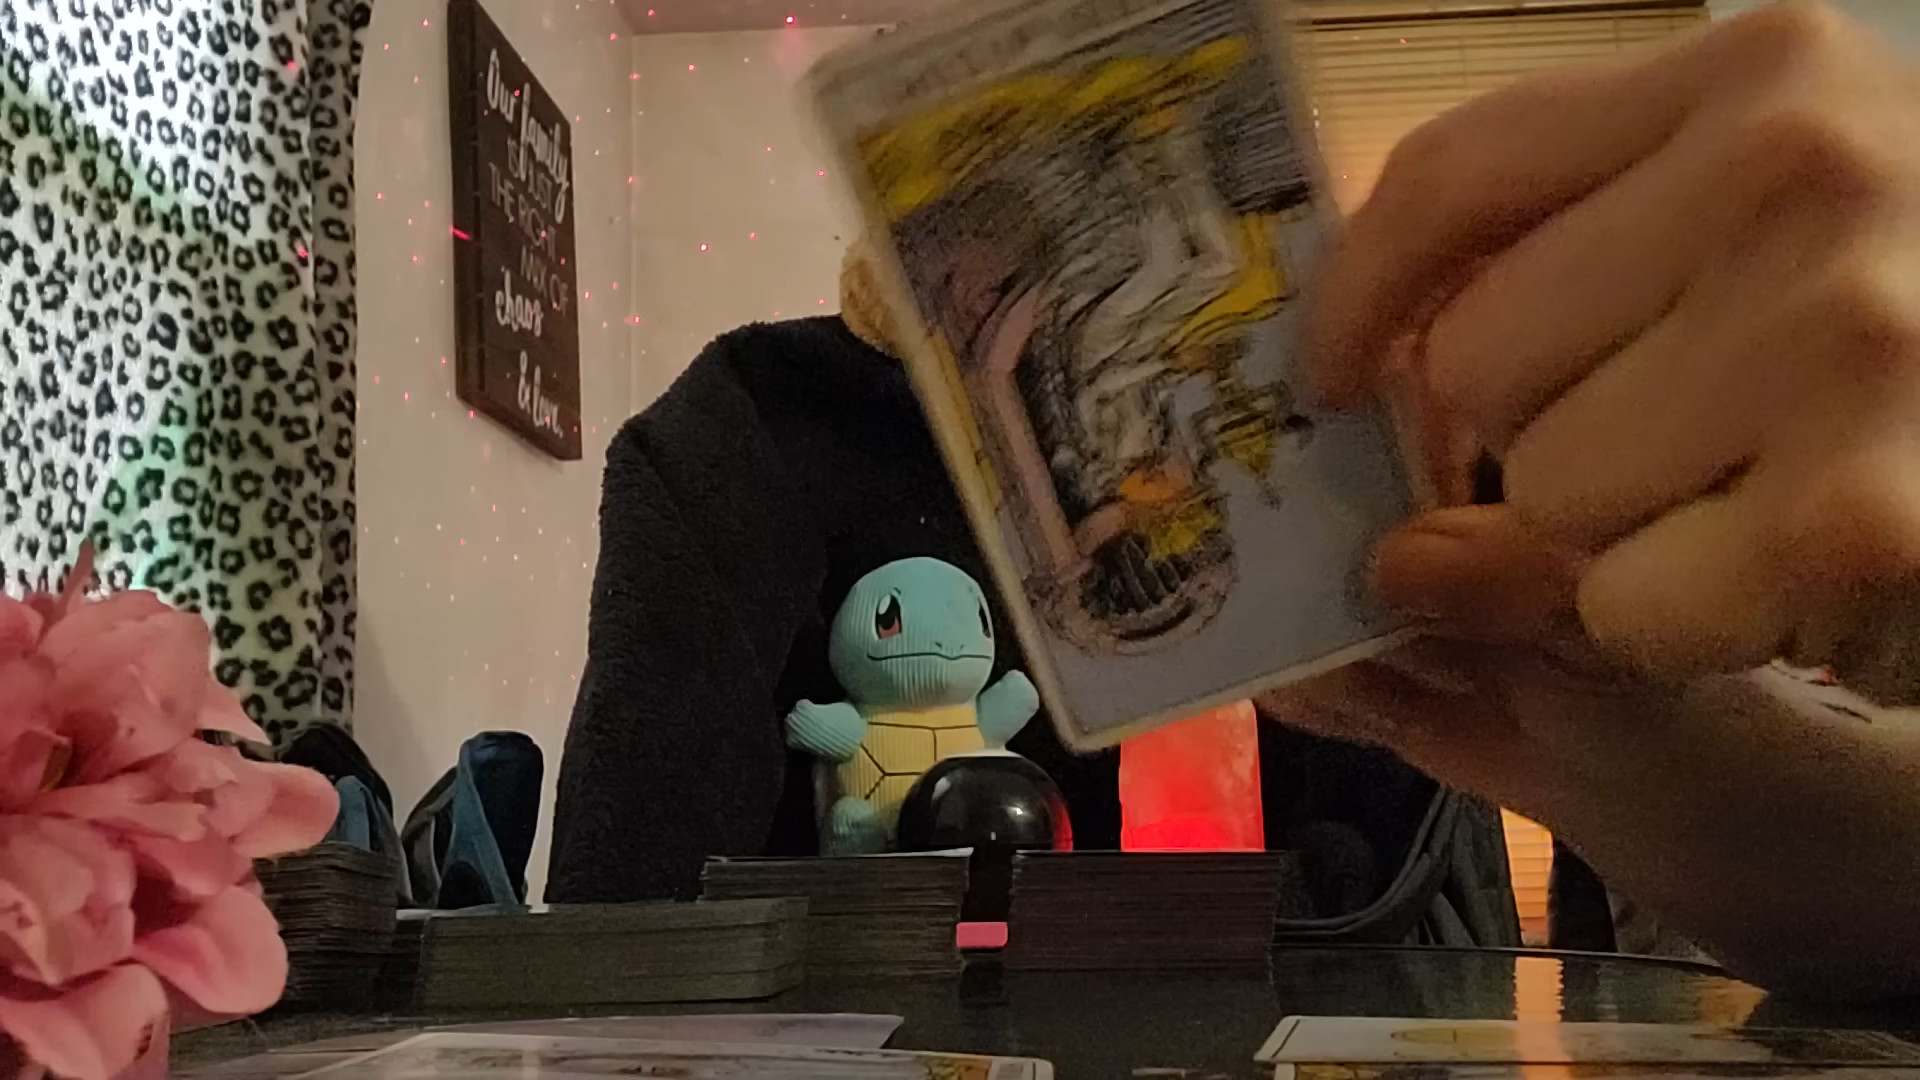 Our family
IS JUST
THE RIGHT
MIX OF
chaos
& love.